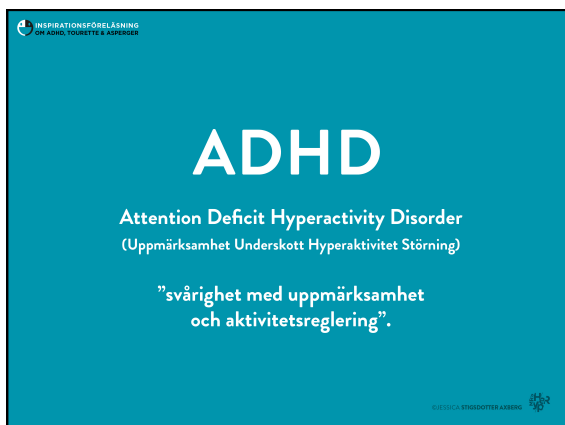 INSPIRATIONSFÖRELÄSNING
OM ADHD, TOURETTE & ASPERGER
ADHD
Attention Deficit Hyperactivity Disorder
(Uppmärksamhet Underskott Hyperaktivitet Störning)
”svårighet med uppmärksamhet
och aktivitetsreglering”.
©JESSICA STIGSDOTTER AXBERG